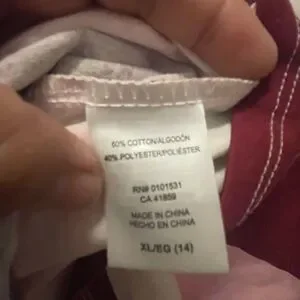 60% COTTON/ALGODÓN
40% POLYESTER/POLIÉSTER
RN# 0101531
CA 41859
MADE IN CHINA
HECHO EN CHINA
XL/EG (14)